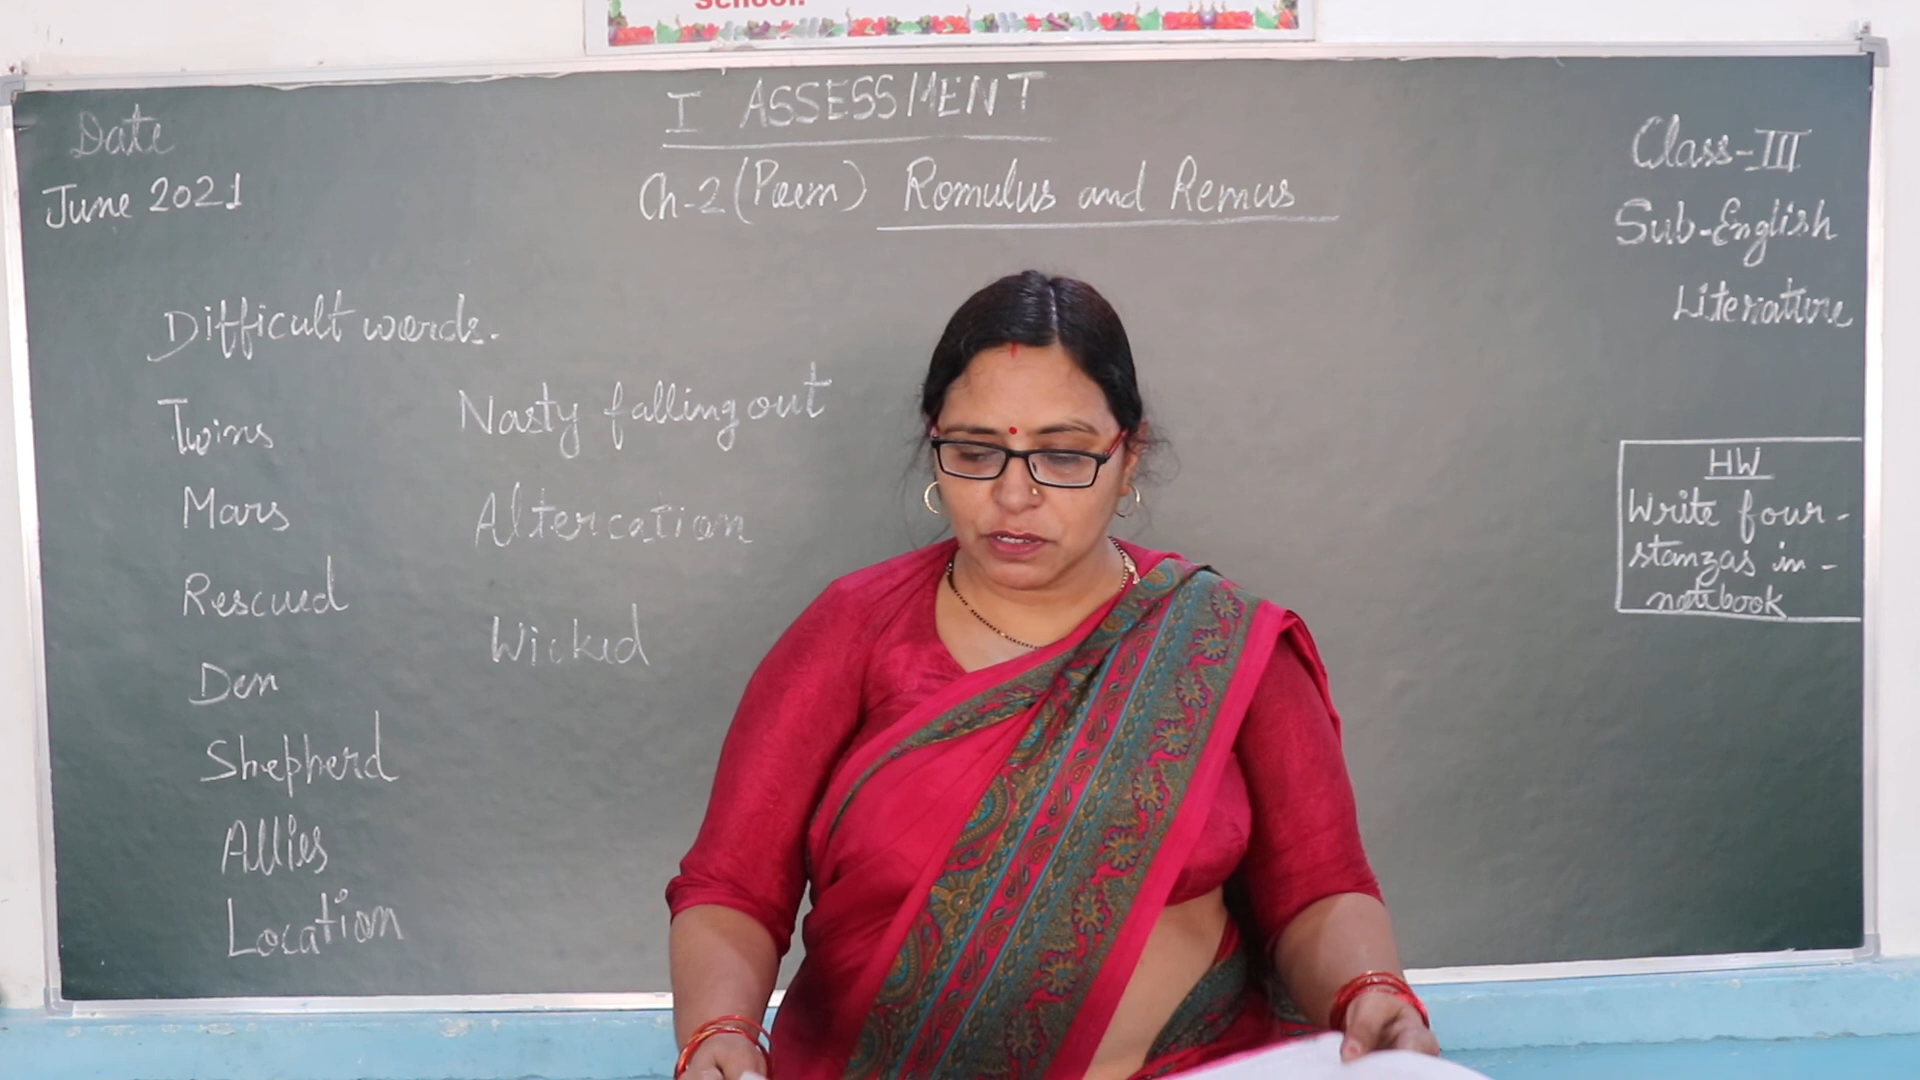 School.
I ASSESSMENT
Date
June 2021
Ch-2 (Poem) Romulus and Remus
Class-III
Sub-English
Literature
Difficult words.
Twins
Mars
Rescued
Den
Shepherd
Allies
Location
Nasty falling out
Altercation
Wicked
HW
Write four-
stanzas in-
notebook